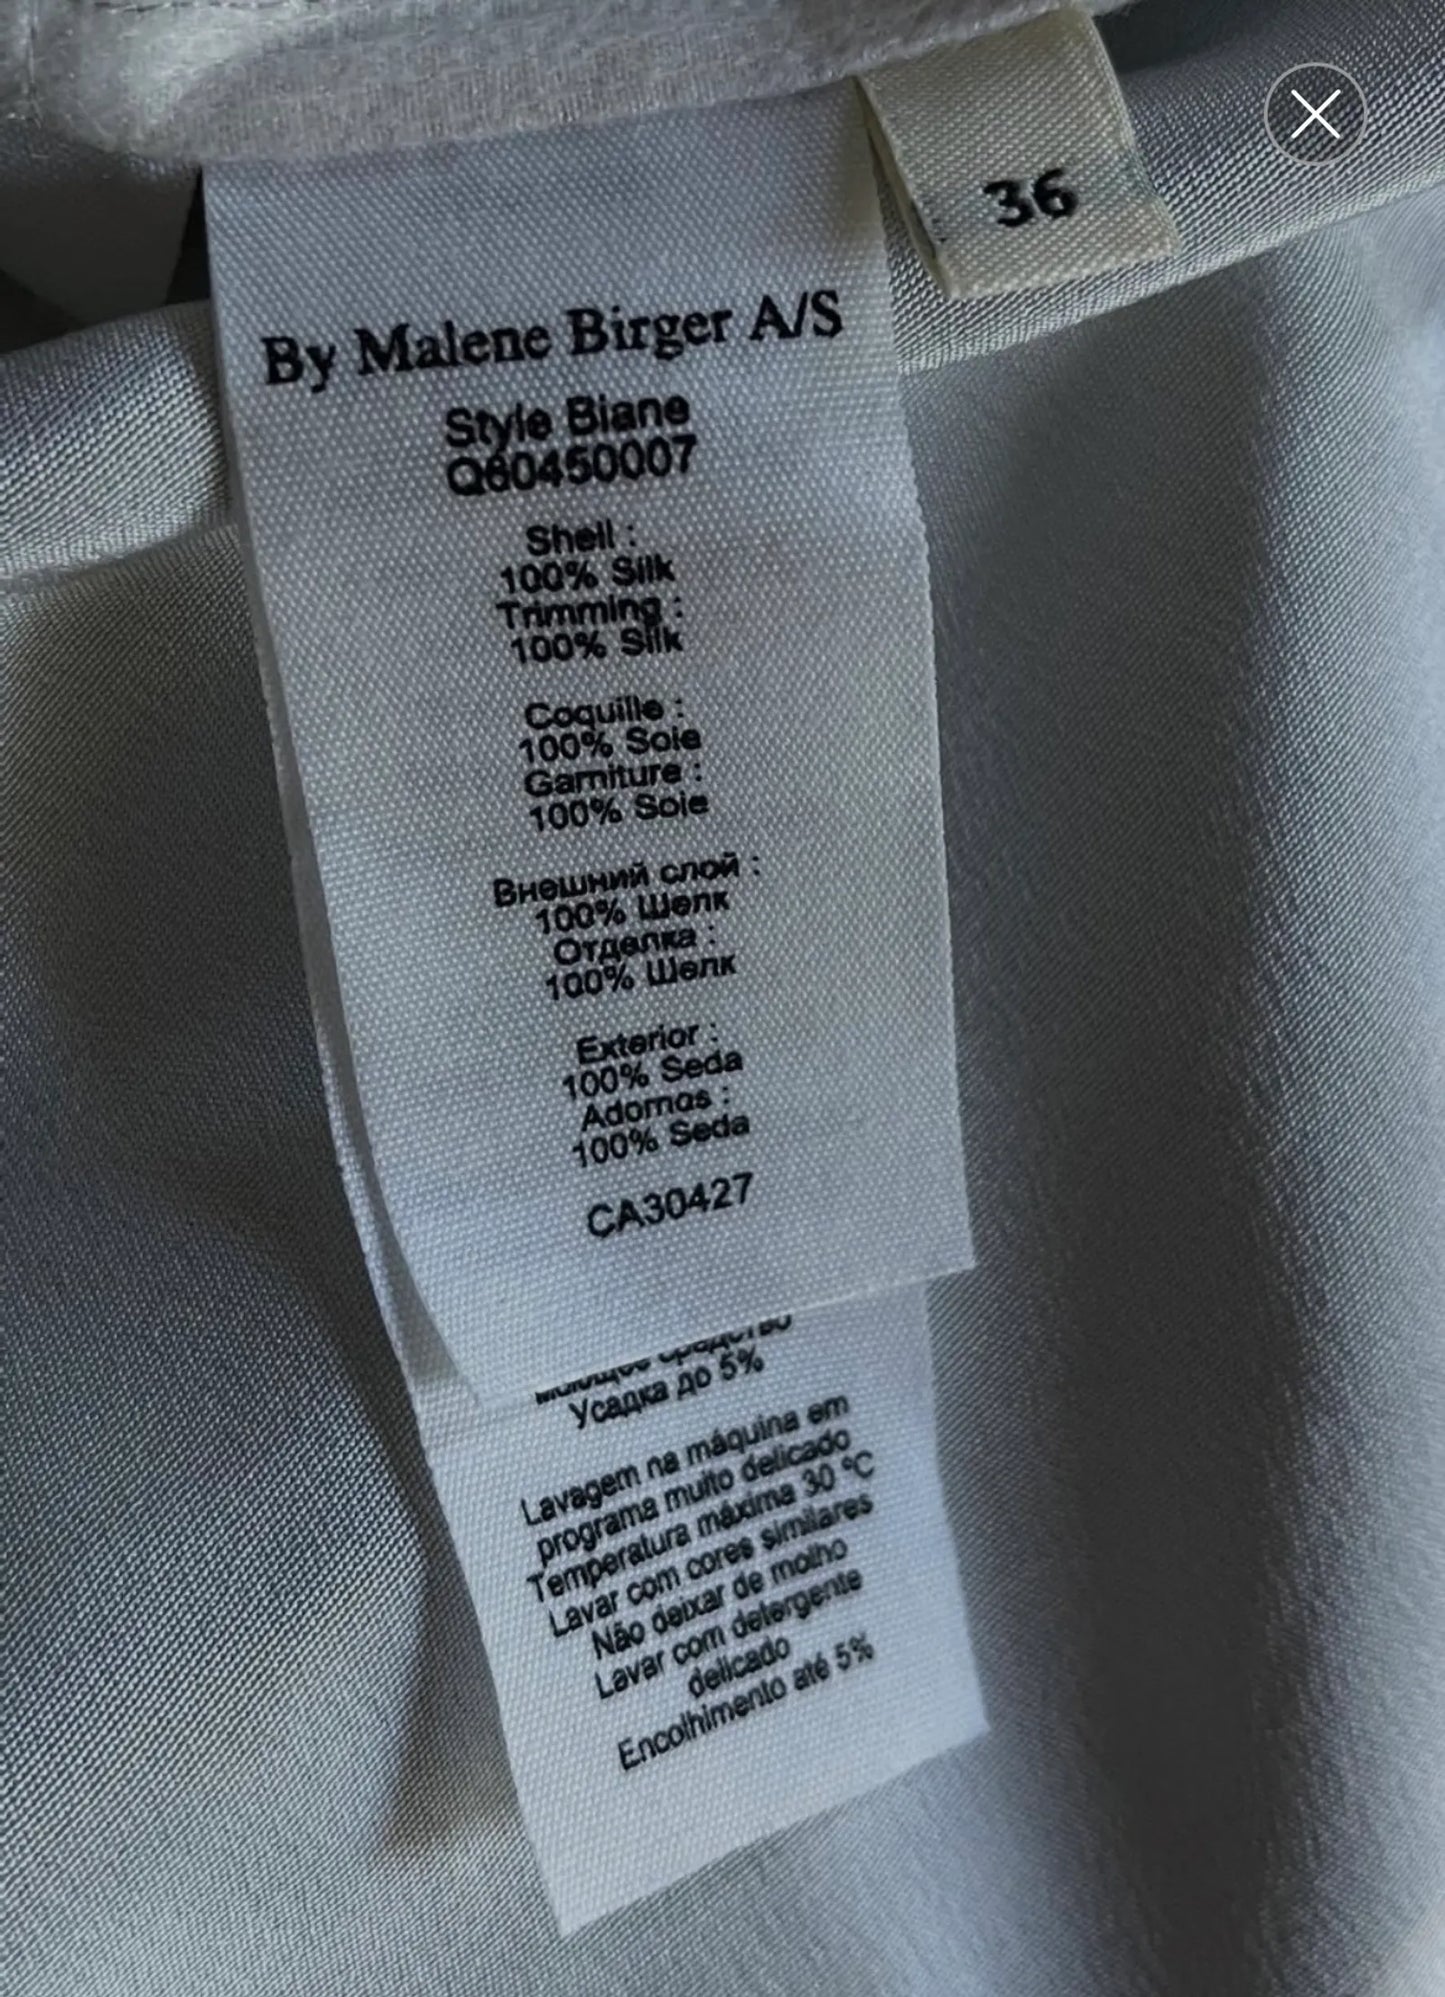 36
By Malene Birger A/S
Style Biane
Q60450007
Shell :
100% Silk
Trimming :
100% Silk
Coquille :
100% Soie
Garniture :
100% Soie
Внешний слой :
100% Шелк
Отделка :
100% Шелк
Exterior :
100% Seda
Adornos :
100% Seda
CA30427
средство
Усадка до 5%
Lavagem na máquina em
programa muito delicado
Temperatura máxima 30 °C
Lavar com cores similares
Não deixar de molho
Lavar com detergente
delicado
Encolhimento até 5%